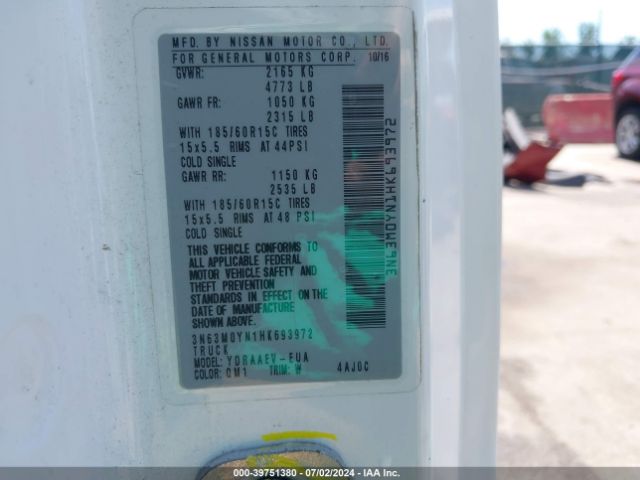 MFD. BY NISSAN MOTOR CO., LTD.
FOR GENERAL MOTORS CORP. 10/16
GVWR: 2165 KG
4773 LB
GAWR FR: 1050 KG
2315 LB
WITH 185/60R15C TIRES
15x5.5 RIMS AT 44PSI
COLD SINGLE
GAWR RR: 1150 KG
2535 LB
WITH 185/60R15C TIRES
15x5.5 RIMS AT 48 PSI
COLD SINGLE
THIS VEHICLE CONFORMS TO
ALL APPLICABLE FEDERAL
MOTOR VEHICLE SAFETY AND
THEFT PREVENTION
STANDARDS IN EFFECT ON THE
DATE OF MANUFACTURE
SHOWN ABOVE.
3N63M0YN1HK693972
TRUCK
MODEL: YDRAAEV-EUA
COLOR: QM1 TRIM: W 4AJ0C
3N63M0YN1HK693972
000-39751380 - 07/02/2024 - IAA Inc.